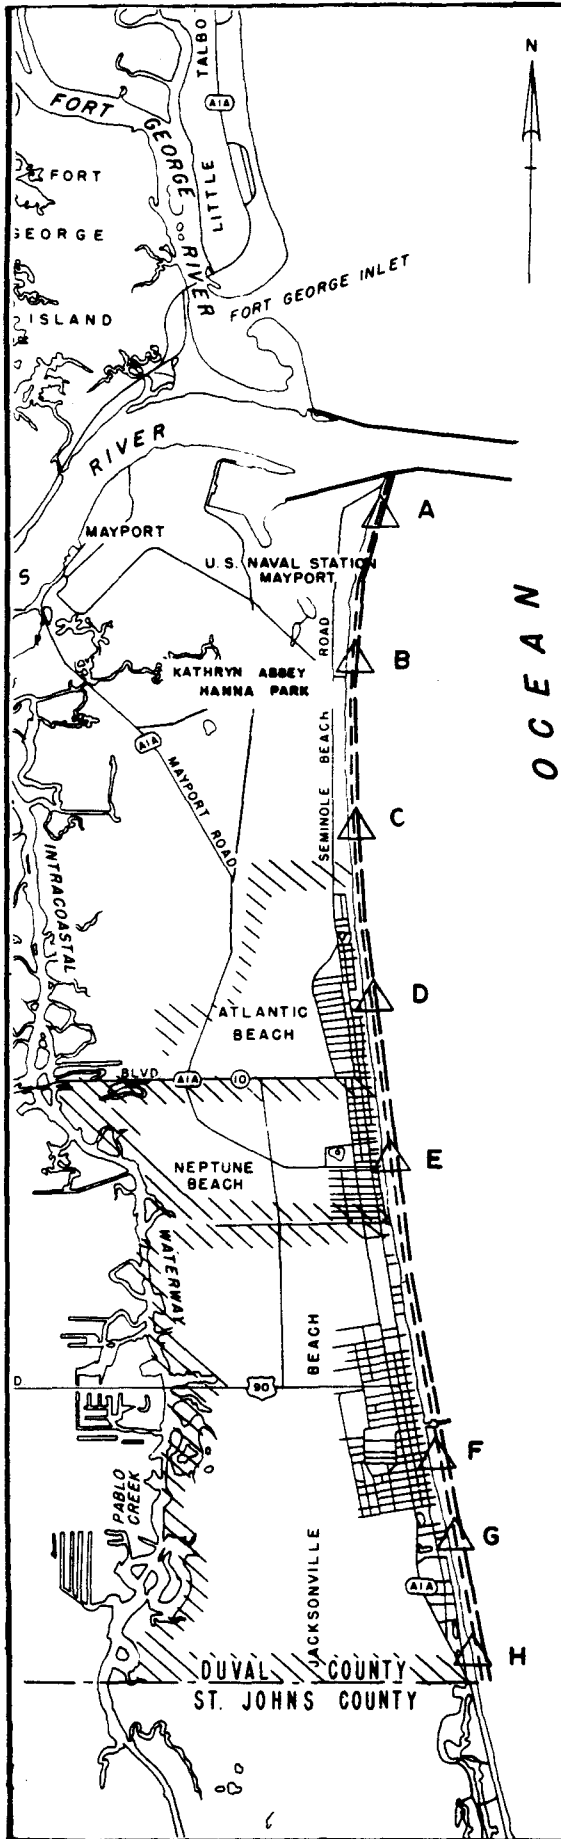 TALBO
N
A1A
FORT
GEORGE
RIVER
LITTLE
FORT
GEORGE
ISLAND
FORT GEORGE INLET
RIVER
A
MAYPORT
U.S. NAVAL STATION
MAYPORT
S
OCEAN
ROAD
B
KATHRYN ABBEY
HANNA PARK
SEMINOLE BEACH
A1A
MAYPORT ROAD
C
INTRACOASTAL
D
ATLANTIC
BEACH
BLVD
A1A
10
E
NEPTUNE
BEACH
WATERWAY
BEACH
D
90
F
PABLO
CREEK
G
JACKSONVILLE
A1A
H
DUVAL COUNTY
ST. JOHNS COUNTY